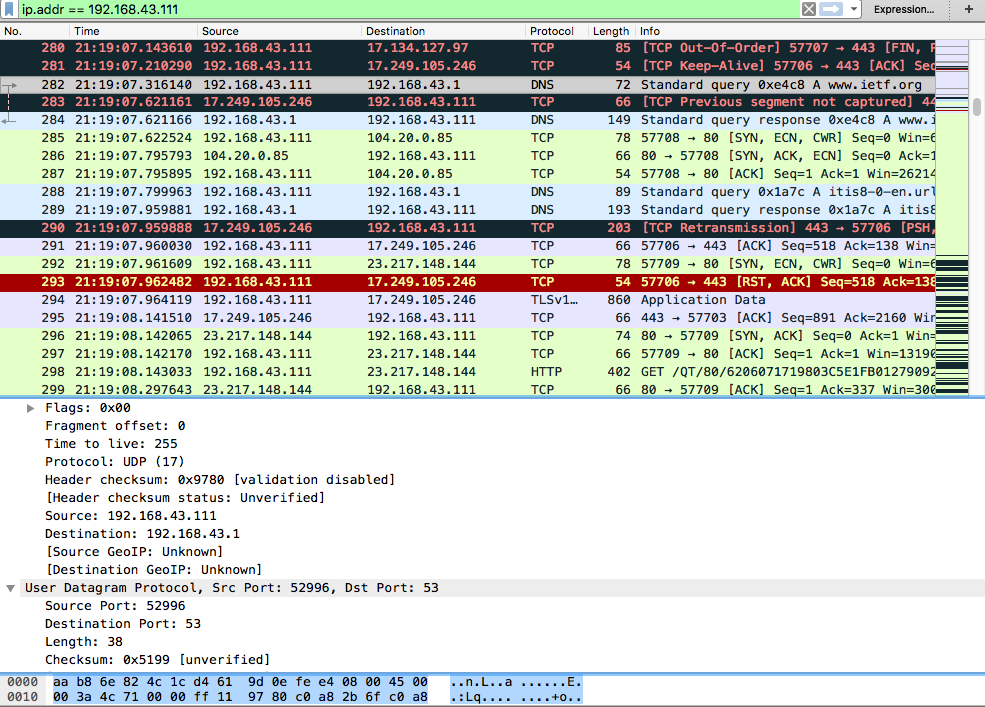 ip.addr == 192.168.43.111 Expression... +
No. Time Source Destination Protocol Length Info
280 21:19:07.143610 192.168.43.111 17.134.127.97 TCP 85 [TCP Out-Of-Order] 57707 → 443 [FIN,
281 21:19:07.210290 192.168.43.111 17.249.105.246 TCP 54 [TCP Keep-Alive] 57706 → 443 [ACK] Seq
282 21:19:07.316140 192.168.43.111 192.168.43.1 DNS 72 Standard query 0xe4c8 A www.ietf.org
283 21:19:07.621161 17.249.105.246 192.168.43.111 TCP 66 [TCP Previous segment not captured] 44
284 21:19:07.621166 192.168.43.1 192.168.43.111 DNS 149 Standard query response 0xe4c8 A www.i
285 21:19:07.622524 192.168.43.111 104.20.0.85 TCP 78 57708 → 80 [SYN, ECN, CWR] Seq=0 Win=6
286 21:19:07.795793 104.20.0.85 192.168.43.111 TCP 66 80 → 57708 [SYN, ACK, ECN] Seq=0 Ack=1
287 21:19:07.795895 192.168.43.111 104.20.0.85 TCP 54 57708 → 80 [ACK] Seq=1 Ack=1 Win=26214
288 21:19:07.799963 192.168.43.111 192.168.43.1 DNS 89 Standard query 0x1a7c A itis8-0-en.url
289 21:19:07.959881 192.168.43.1 192.168.43.111 DNS 193 Standard query response 0x1a7c A itis8
290 21:19:07.959888 17.249.105.246 192.168.43.111 TCP 203 [TCP Retransmission] 443 → 57706 [PSH,
291 21:19:07.960030 192.168.43.111 17.249.105.246 TCP 66 57706 → 443 [ACK] Seq=518 Ack=138 Win=
292 21:19:07.961609 192.168.43.111 23.217.148.144 TCP 78 57709 → 80 [SYN, ECN, CWR] Seq=0 Win=6
293 21:19:07.962482 192.168.43.111 17.249.105.246 TCP 54 57706 → 443 [RST, ACK] Seq=518 Ack=138
294 21:19:07.964119 192.168.43.111 17.249.105.246 TLSv1… 860 Application Data
295 21:19:08.141510 17.249.105.246 192.168.43.111 TCP 66 443 → 57703 [ACK] Seq=891 Ack=2160 Win=
296 21:19:08.142065 23.217.148.144 192.168.43.111 TCP 74 80 → 57709 [SYN, ACK] Seq=0 Ack=1 Win=
297 21:19:08.142170 192.168.43.111 23.217.148.144 TCP 66 57709 → 80 [ACK] Seq=1 Ack=1 Win=13190
298 21:19:08.143033 192.168.43.111 23.217.148.144 HTTP 402 GET /QT/80/6206071719803C5E1FB01279092
299 21:19:08.297643 23.217.148.144 192.168.43.111 TCP 66 80 → 57709 [ACK] Seq=1 Ack=337 Win=300
Flags: 0x00
Fragment offset: 0
Time to live: 255
Protocol: UDP (17)
Header checksum: 0x9780 [validation disabled]
[Header checksum status: Unverified]
Source: 192.168.43.111
Destination: 192.168.43.1
[Source GeoIP: Unknown]
[Destination GeoIP: Unknown]
User Datagram Protocol, Src Port: 52996, Dst Port: 53
Source Port: 52996
Destination Port: 53
Length: 38
Checksum: 0x5199 [unverified]
0000 aa b8 6e 82 4c 1c d4 61 9d 0e fe e4 08 00 45 00 ..n.L..a ......E.
0010 00 3a 4c 71 00 00 ff 11 97 80 c0 a8 2b 6f c0 a8 .:Lq.... ....+o..